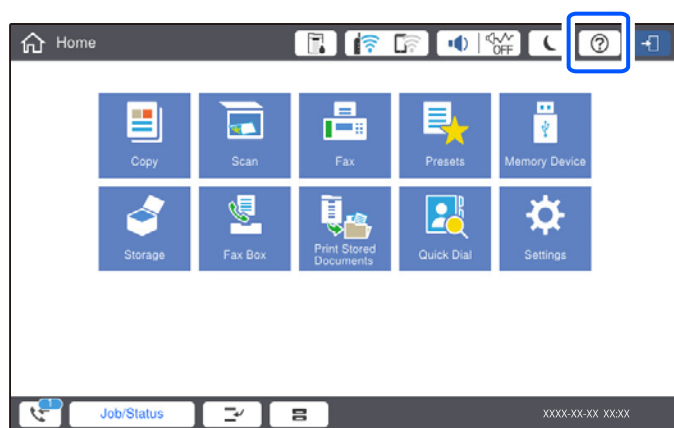 Home
OFF
?
Copy
Scan
Fax
Presets
Memory Device
Storage
Fax Box
Print Stored
Documents
Quick Dial
Settings
1
Job/Status
XXXX-XX-XX XX:XX